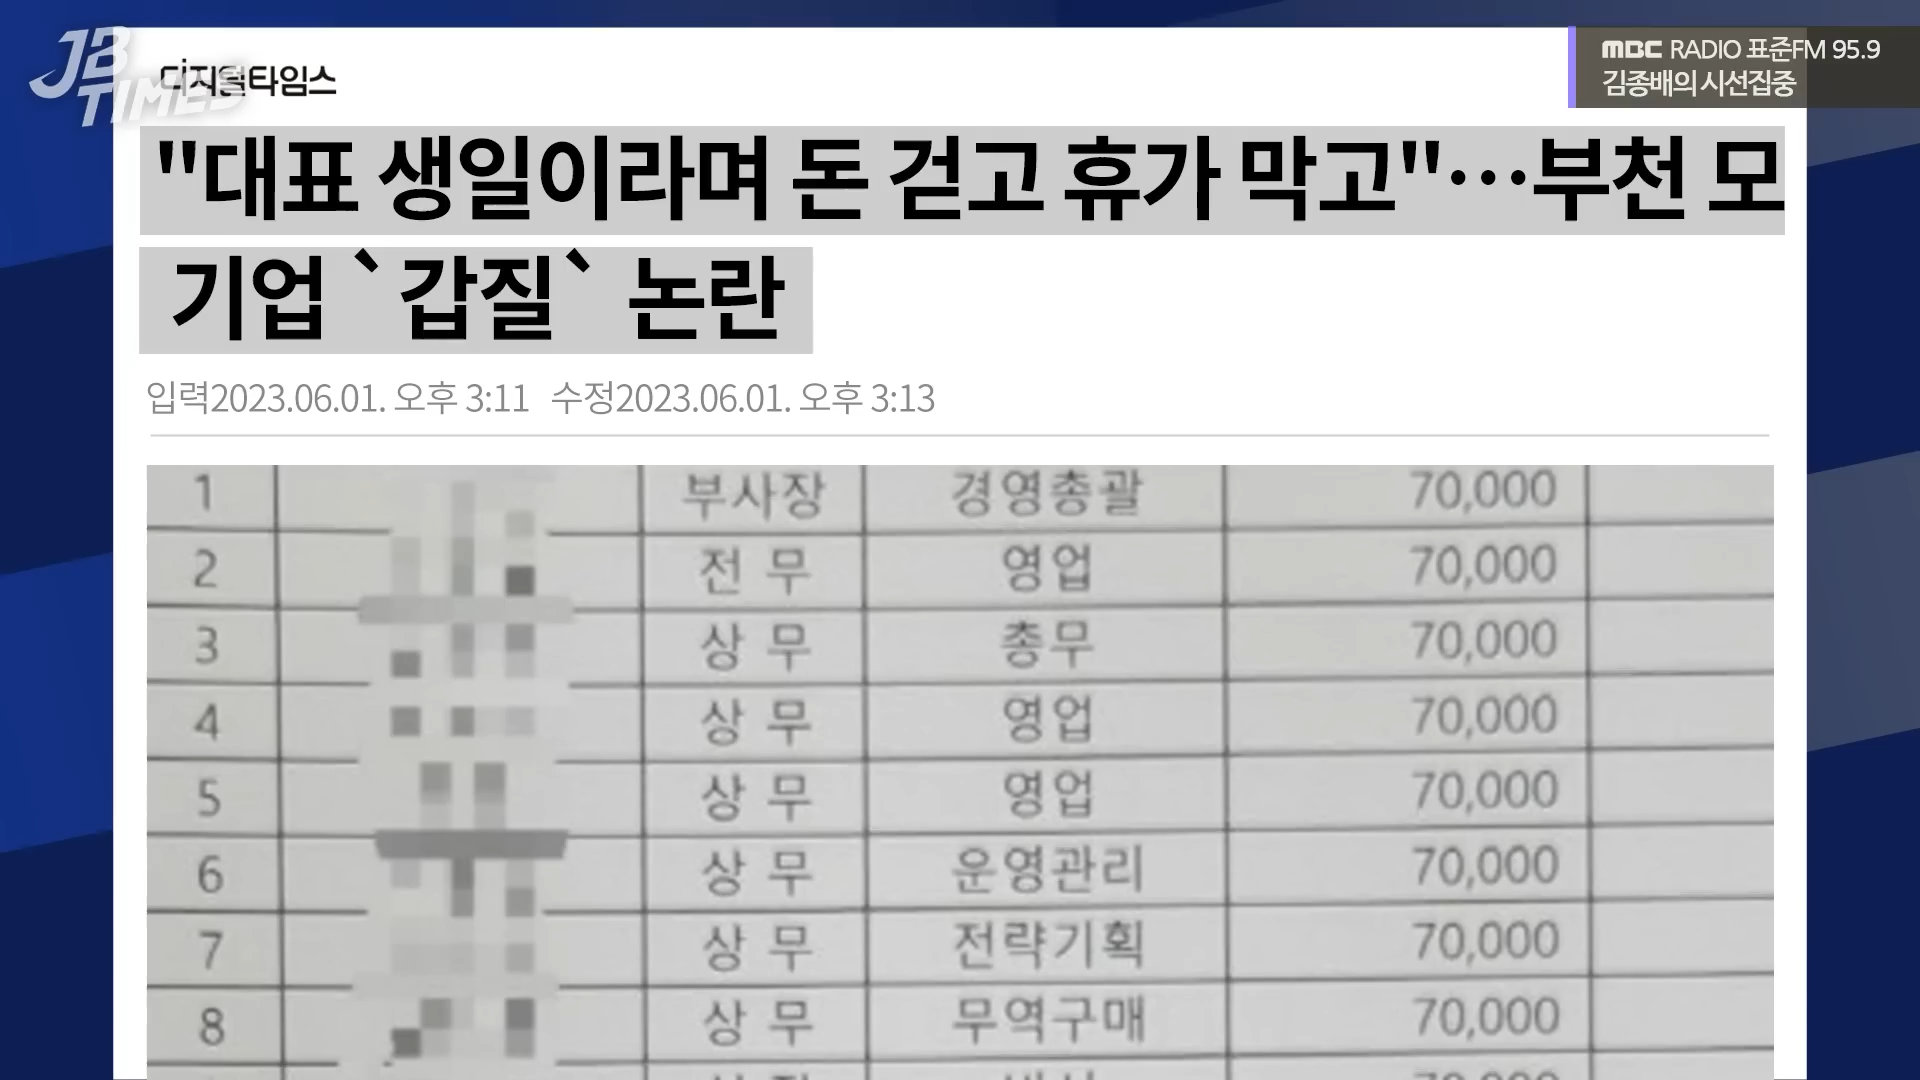 JB TIMES
디지털타임스
MBC RADIO 표준FM 95.9
김종배의 시선집중
"대표 생일이라며 돈 걷고 휴가 막고"…부천 모
기업 `갑질` 논란
입력2023.06.01. 오후 3:11 수정2023.06.01. 오후 3:13
1 부사장 경영총괄 70,000
2 전 무 영업 70,000
3 상 무 총무 70,000
4 상 무 영업 70,000
5 상 무 영업 70,000
6 상 무 운영관리 70,000
7 상 무 전략기획 70,000
8 상 무 무역구매 70,000